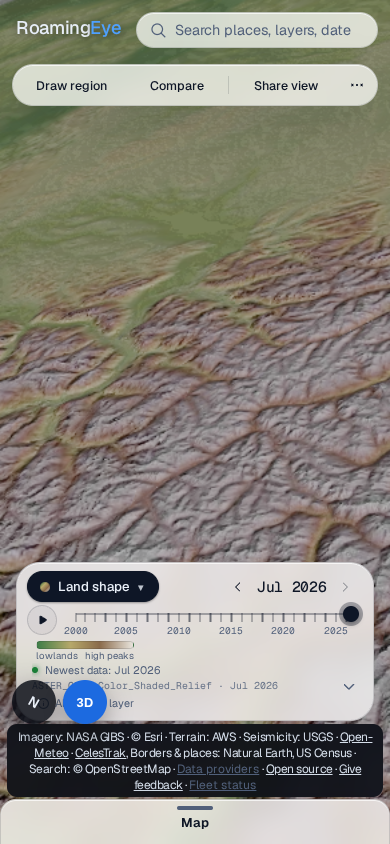 RoamingEye
Search places, layers, date
Draw region
Compare
Share view
···
Land shape ▾
Jul 2026
2000 2005 2010 2015 2020 2025
lowlands high peaks
Newest data: Jul 2026
Color_Shaded_Relief · Jul 2026
layer
N
3D
Imagery: NASA GIBS · © Esri · Terrain: AWS · Seismicity: USGS · Open-
Meteo · CelesTrak, Borders & places: Natural Earth, US Census ·
Search: © OpenStreetMap · Data providers · Open source · Give
feedback · Fleet status
Map